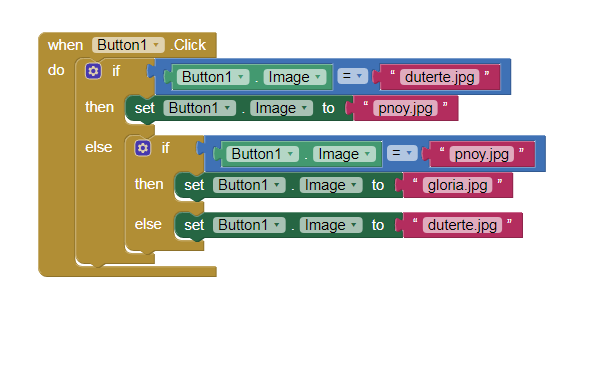 when Button1 .Click
do if Button1 . Image = “ duterte.jpg ”
then set Button1 . Image to “ pnoy.jpg ”
else if Button1 . Image = “ pnoy.jpg ”
then set Button1 . Image to “ gloria.jpg ”
else set Button1 . Image to “ duterte.jpg ”